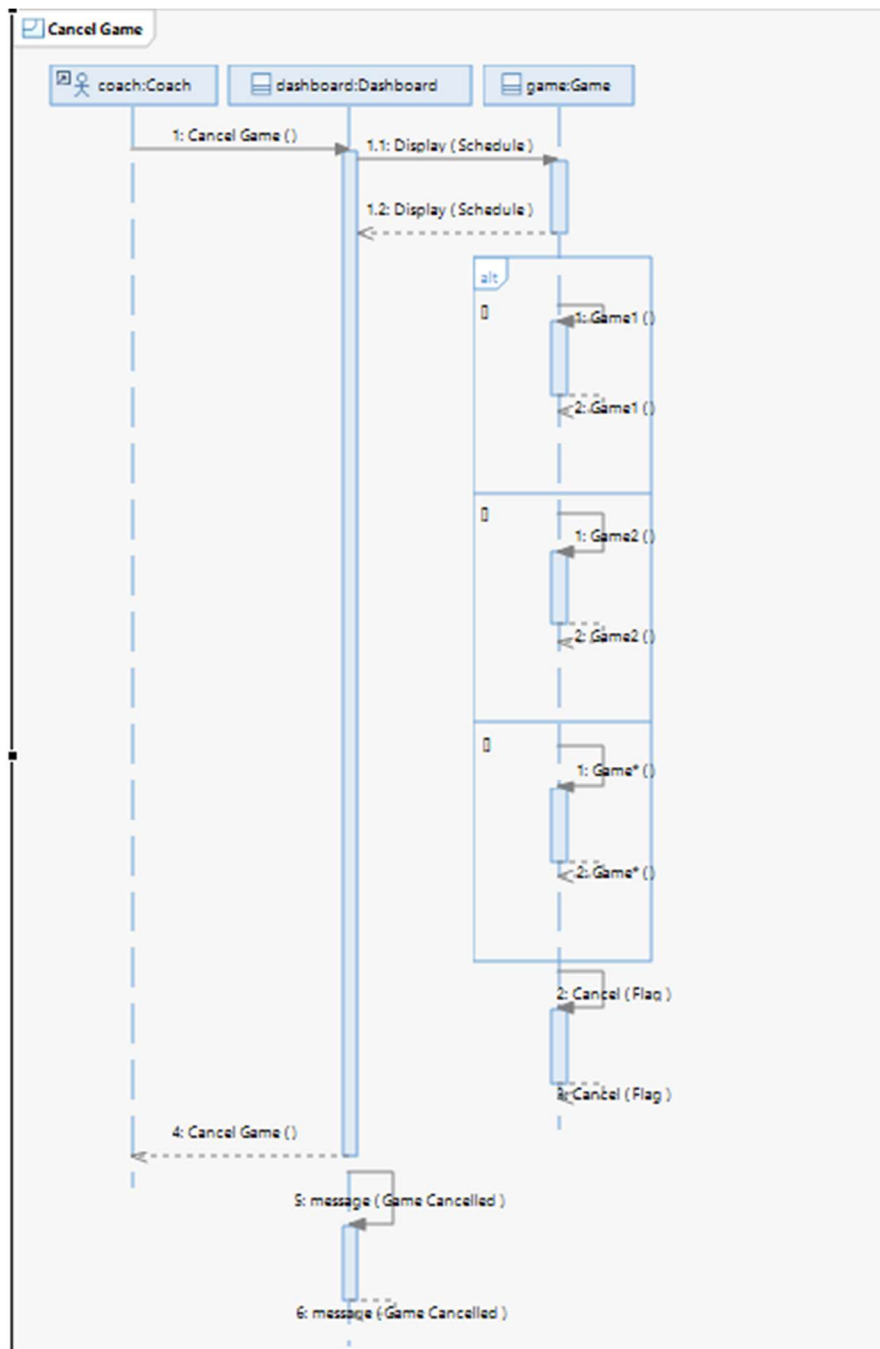 Cancel Game
coach:Coach
dashboard:Dashboard
game:Game
1: Cancel Game ()
1.1: Display ( Schedule )
1.2: Display ( Schedule )
alt
[]
1: Game1 ()
2: Game1 ()
[]
1: Game2 ()
2: Game2 ()
[]
1: Game* ()
2: Game* ()
2: Cancel ( Flag )
3: Cancel ( Flag )
4: Cancel Game ()
5: message ( Game Cancelled )
6: message ( Game Cancelled )